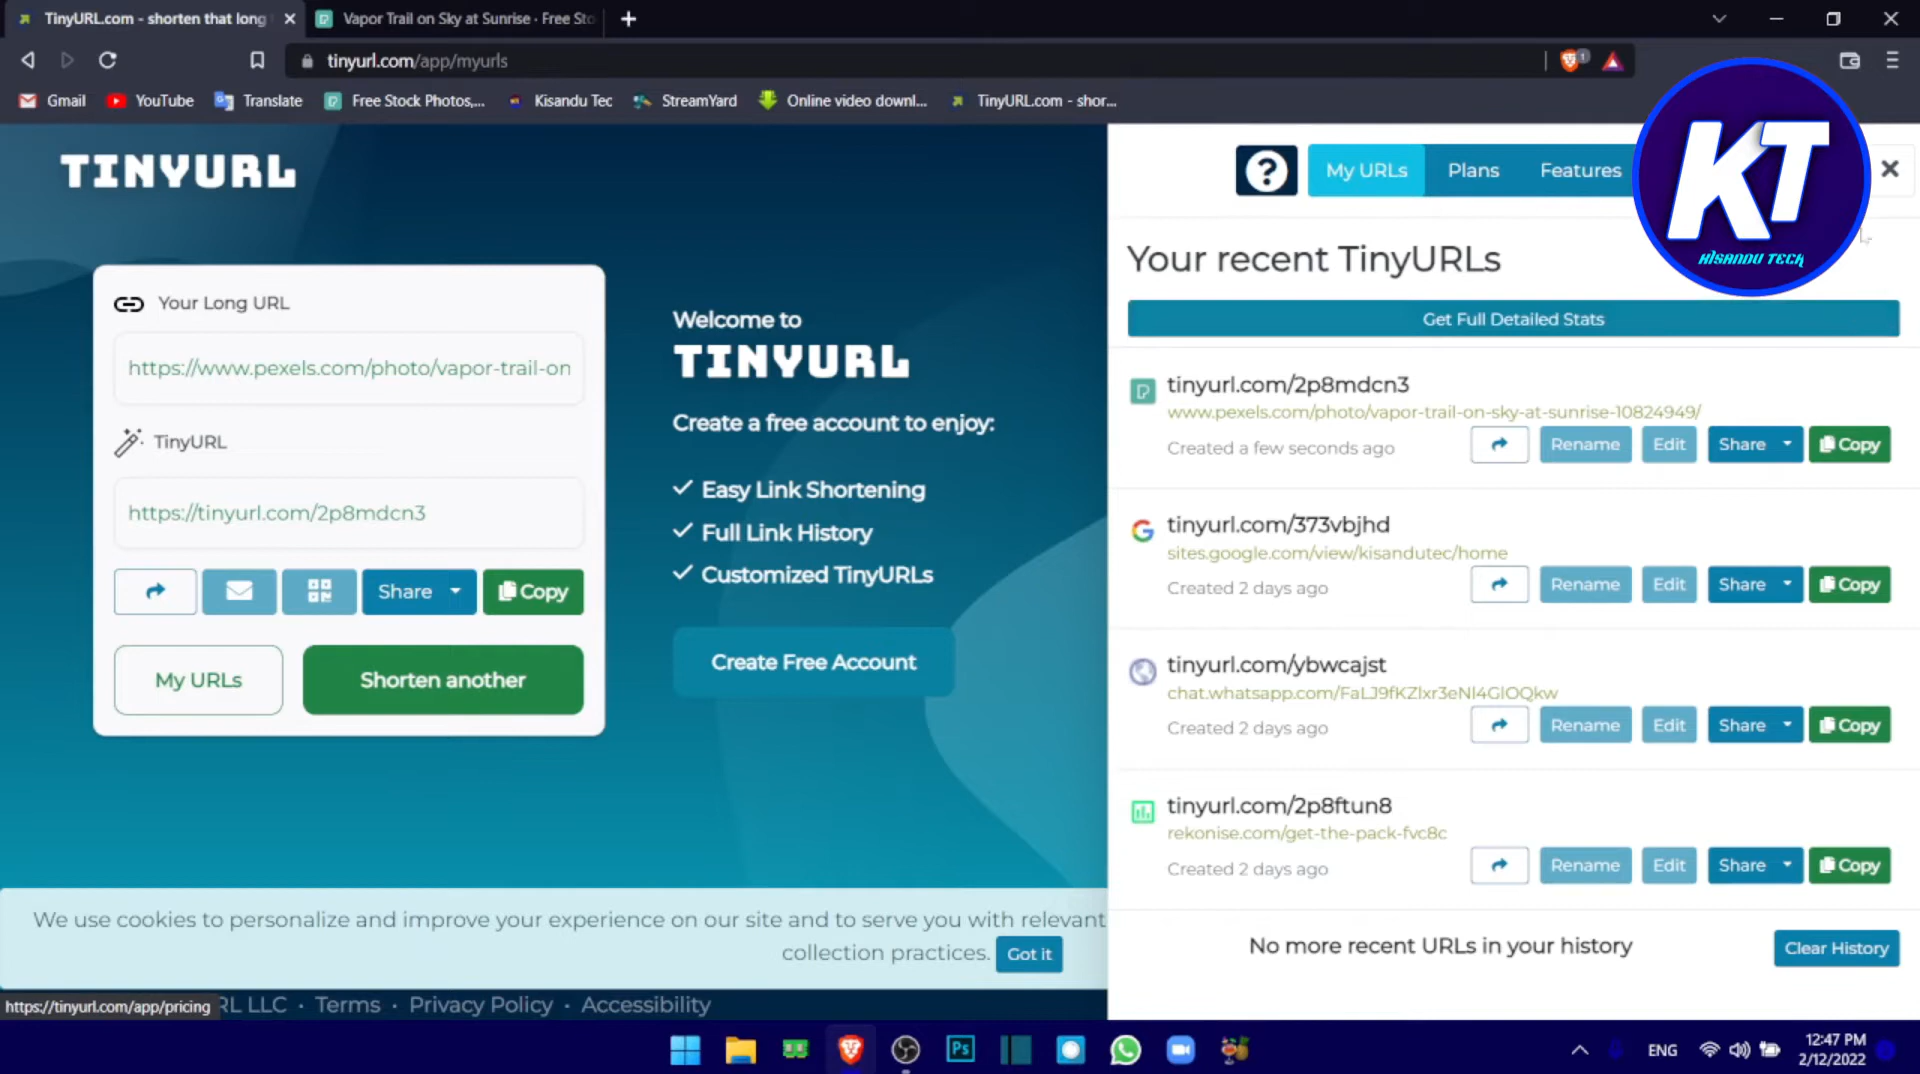 TinyURL.com - shorten that long
Vapor Trail on Sky at Sunrise · Free Sto
tinyurl.com/app/myurls
1
Gmail
YouTube
Translate
Free Stock Photos,...
Kisandu Tec
StreamYard
Online video downl...
TinyURL.com - shor...
TINYURL
?
My URLs
Plans
Features
KT
KISANDU TECK
Your recent TinyURLs
Get Full Detailed Stats
Your Long URL
https://www.pexels.com/photo/vapor-trail-on
TinyURL
https://tinyurl.com/2p8mdcn3
Share
Copy
My URLs
Shorten another
Welcome to
TINYURL
Create a free account to enjoy:
Easy Link Shortening
Full Link History
Customized TinyURLs
Create Free Account
tinyurl.com/2p8mdcn3
www.pexels.com/photo/vapor-trail-on-sky-at-sunrise-10824949/
Created a few seconds ago
Rename
Edit
Share
Copy
tinyurl.com/373vbjhd
sites.google.com/view/kisandutec/home
Created 2 days ago
Rename
Edit
Share
Copy
tinyurl.com/ybwcajst
chat.whatsapp.com/FaLJ9fKZlxr3eNl4GlOQkw
Created 2 days ago
Rename
Edit
Share
Copy
tinyurl.com/2p8ftun8
rekonise.com/get-the-pack-fvc8c
Created 2 days ago
Rename
Edit
Share
Copy
No more recent URLs in your history
Clear History
We use cookies to personalize and improve your experience on our site and to serve you with relevant
collection practices.
Got it
https://tinyurl.com/app/pricing
RL LLC · Terms · Privacy Policy · Accessibility
Ps
ENG
12:47 PM
2/12/2022